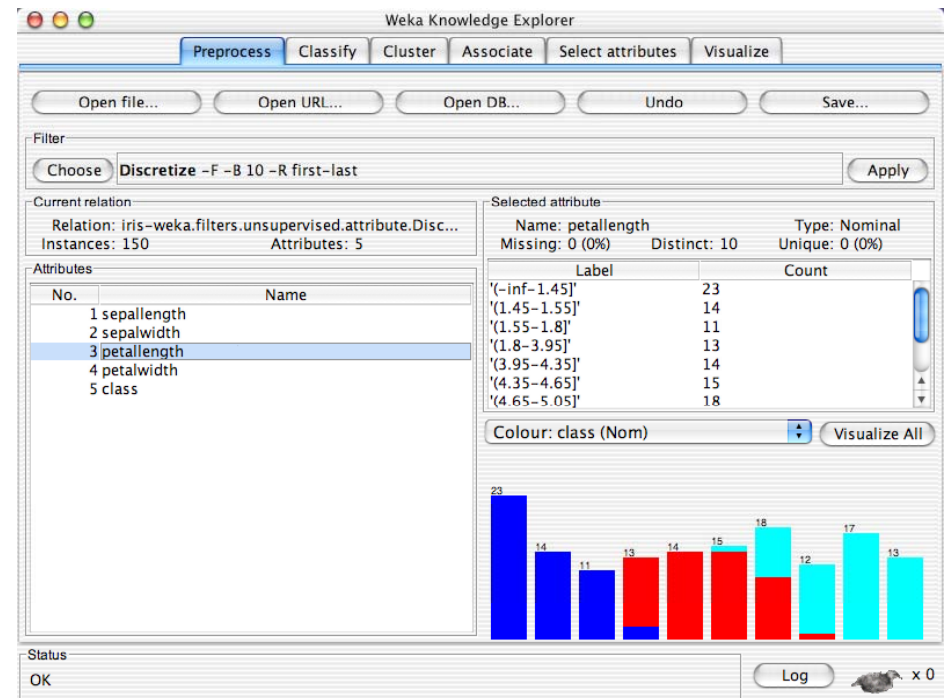 Weka Knowledge Explorer
Preprocess Classify Cluster Associate Select attributes Visualize
Open file... Open URL... Open DB... Undo Save...
Filter
Choose Discretize -F -B 10 -R first-last Apply
Current relation
Relation: iris-weka.filters.unsupervised.attribute.Disc...
Instances: 150 Attributes: 5
Selected attribute
Name: petallength Type: Nominal
Missing: 0 (0%) Distinct: 10 Unique: 0 (0%)
Attributes
No. Name
1 sepallength
2 sepalwidth
3 petallength
4 petalwidth
5 class
Label Count
'(-inf-1.45]' 23
'(1.45-1.55]' 14
'(1.55-1.8]' 11
'(1.8-3.95]' 13
'(3.95-4.35]' 14
'(4.35-4.65]' 15
'(4.65-5.05]' 18
Colour: class (Nom) Visualize All
23 14 11 13 14 15 18 12 17 13
Status
OK
Log x 0